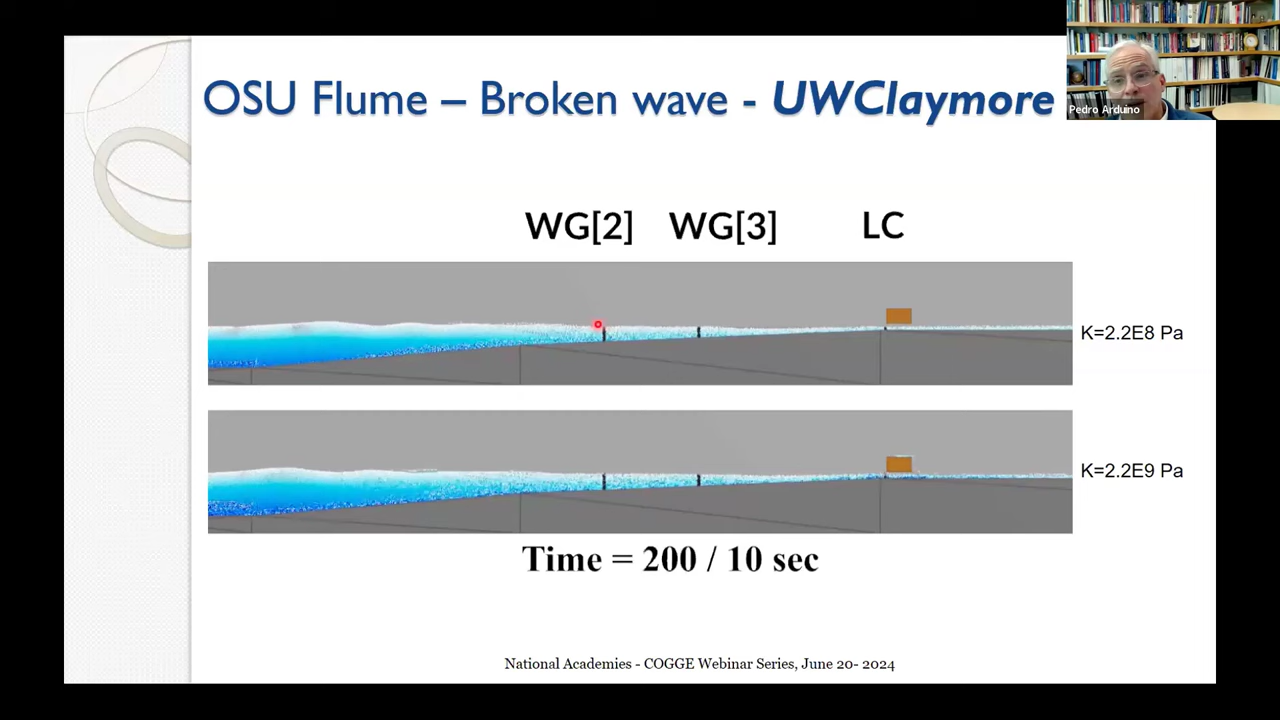 OSU Flume – Broken wave - UWClaymore
Pedro Arduino
WG[2] WG[3] LC
K=2.2E8 Pa
K=2.2E9 Pa
Time = 200 / 10 sec
National Academies - COGGE Webinar Series, June 20- 2024